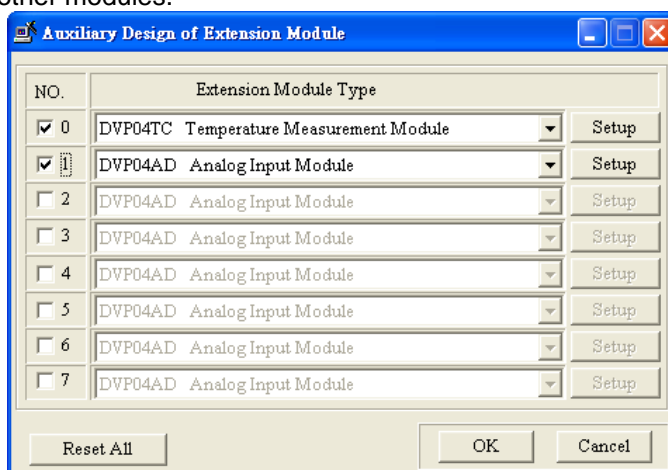 other modules.
Auxiliary Design of Extension Module
NO. Extension Module Type
0 DVP04TC Temperature Measurement Module Setup
1 DVP04AD Analog Input Module Setup
2 DVP04AD Analog Input Module Setup
3 DVP04AD Analog Input Module Setup
4 DVP04AD Analog Input Module Setup
5 DVP04AD Analog Input Module Setup
6 DVP04AD Analog Input Module Setup
7 DVP04AD Analog Input Module Setup
Reset All OK Cancel